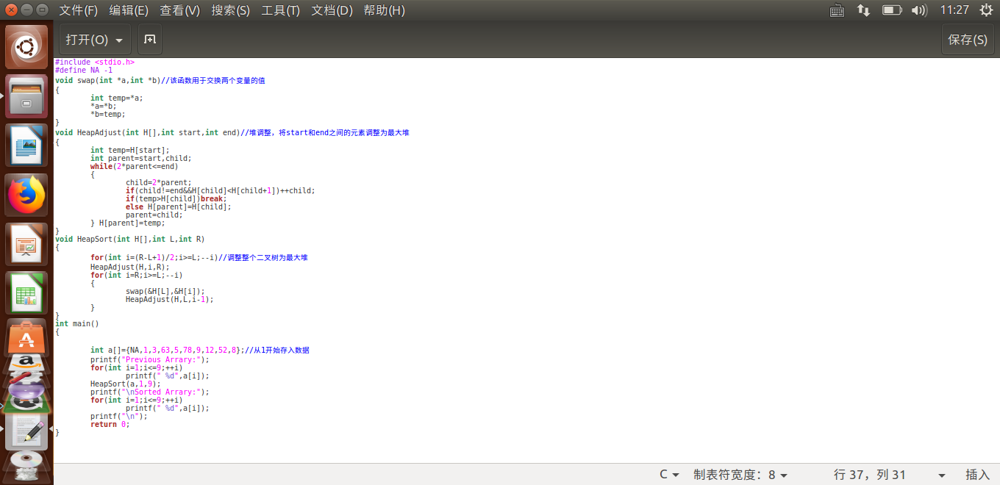 文件(F) 编辑(E) 查看(V) 搜索(S) 工具(T) 文档(D) 帮助(H) 11:27
打开(O) 保存(S)
#include <stdio.h>
#define NA -1
void swap(int *a,int *b)//该函数用于交换两个变量的值
{
int temp=*a;
*a=*b;
*b=temp;
}
void HeapAdjust(int H[],int start,int end)//堆调整，将start和end之间的元素调整为最大堆
{
int temp=H[start];
int parent=start,child;
while(2*parent<=end)
{
child=2*parent;
if(child!=end&&H[child]<H[child+1])++child;
if(temp>H[child])break;
else H[parent]=H[child];
parent=child;
} H[parent]=temp;
}
void HeapSort(int H[],int L,int R)
{
for(int i=(R-L+1)/2;i>=L;--i)//调整整个二叉树为最大堆
HeapAdjust(H,i,R);
for(int i=R;i>=L;--i)
{
swap(&H[L],&H[i]);
HeapAdjust(H,L,i-1);
}
}
int main()
{
int a[]={NA,1,3,63,5,78,9,12,52,8};//从1开始存入数据
printf("Previous Arrary:");
for(int i=1;i<=9;++i)
printf(" %d",a[i]);
HeapSort(a,1,9);
printf("\nSorted Arrary:");
for(int i=1;i<=9;++i)
printf(" %d",a[i]);
printf("\n");
return 0;
}
C 制表符宽度：8 行 37，列 31 插入